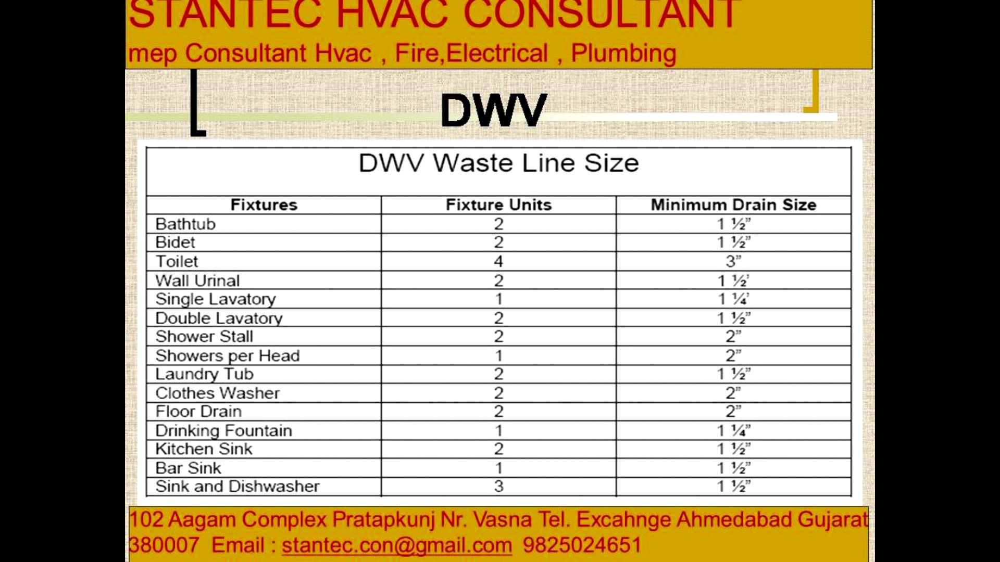 STANTEC HVAC CONSULTANT
mep Consultant Hvac , Fire,Electrical , Plumbing
DWV
DWV Waste Line Size
Fixtures Fixture Units Minimum Drain Size
Bathtub 2 1 ½”
Bidet 2 1 ½”
Toilet 4 3”
Wall Urinal 2 1 ½’
Single Lavatory 1 1 ¼’
Double Lavatory 2 1 ½”
Shower Stall 2 2”
Showers per Head 1 2”
Laundry Tub 2 1 ½”
Clothes Washer 2 2”
Floor Drain 2 2”
Drinking Fountain 1 1 ¼”
Kitchen Sink 2 1 ½”
Bar Sink 1 1 ½”
Sink and Dishwasher 3 1 ½”
102 Aagam Complex Pratapkunj Nr. Vasna Tel. Excahnge Ahmedabad Gujarat
380007 Email : stantec.con@gmail.com 9825024651